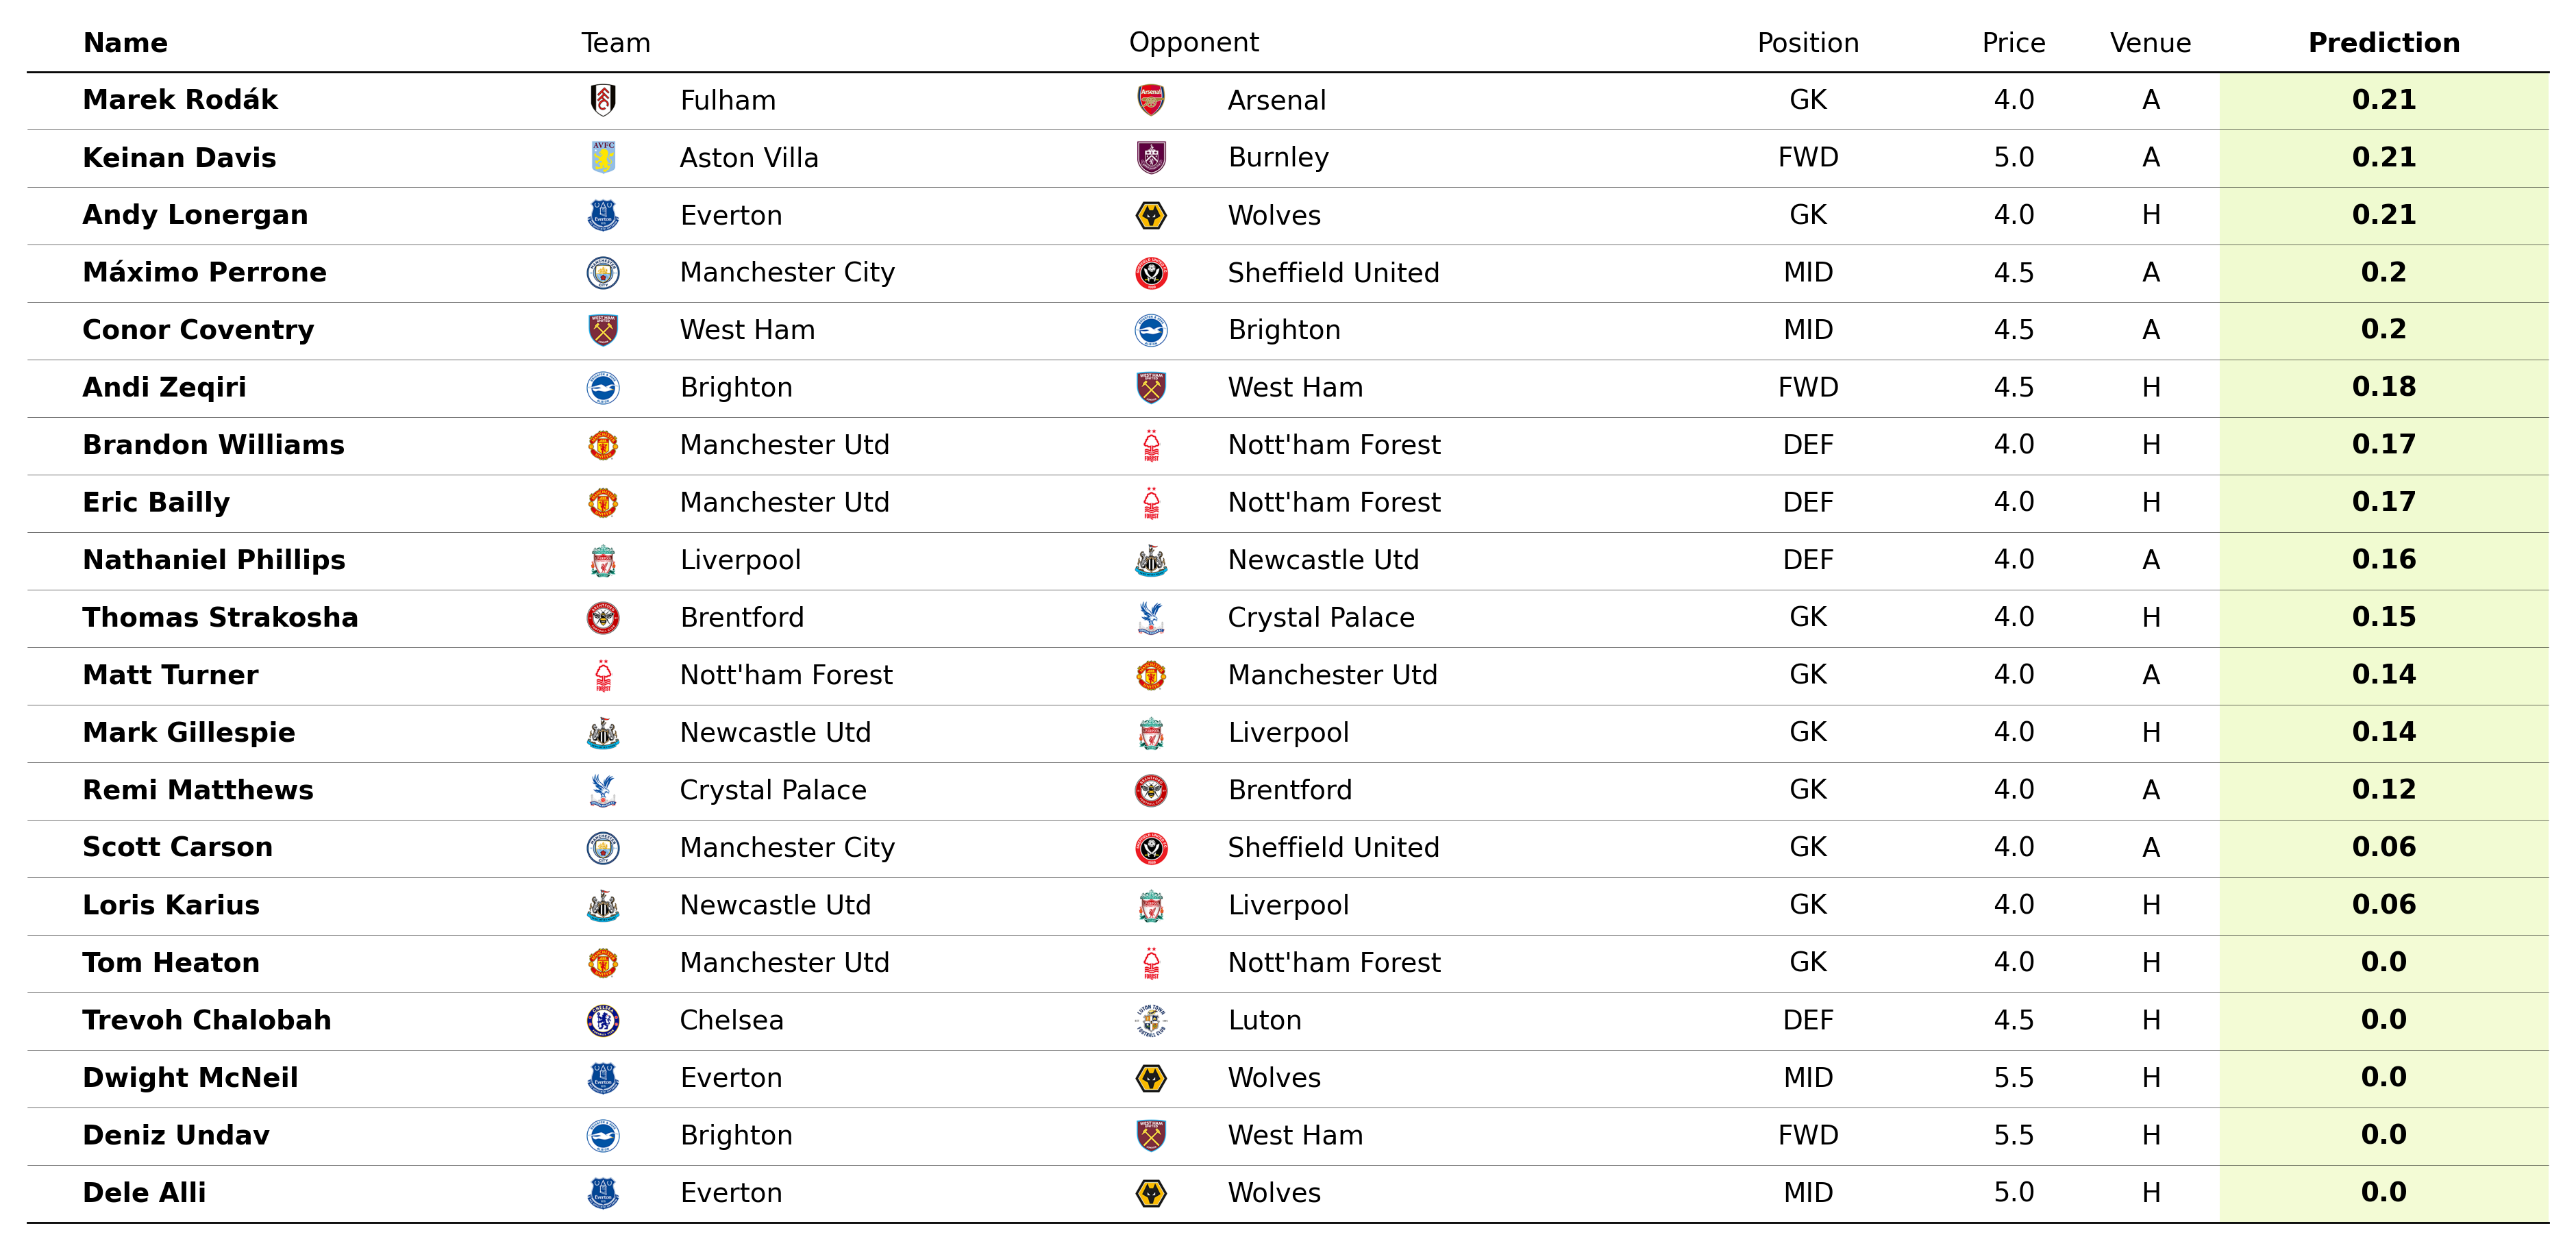 Name Team Opponent Position Price Venue Prediction
Marek Rodák Fulham Arsenal GK 4.0 A 0.21
Keinan Davis Aston Villa Burnley FWD 5.0 A 0.21
Andy Lonergan Everton Wolves GK 4.0 H 0.21
Máximo Perrone Manchester City Sheffield United MID 4.5 A 0.2
Conor Coventry West Ham Brighton MID 4.5 A 0.2
Andi Zeqiri Brighton West Ham FWD 4.5 H 0.18
Brandon Williams Manchester Utd Nott'ham Forest DEF 4.0 H 0.17
Eric Bailly Manchester Utd Nott'ham Forest DEF 4.0 H 0.17
Nathaniel Phillips Liverpool Newcastle Utd DEF 4.0 A 0.16
Thomas Strakosha Brentford Crystal Palace GK 4.0 H 0.15
Matt Turner Nott'ham Forest Manchester Utd GK 4.0 A 0.14
Mark Gillespie Newcastle Utd Liverpool GK 4.0 H 0.14
Remi Matthews Crystal Palace Brentford GK 4.0 A 0.12
Scott Carson Manchester City Sheffield United GK 4.0 A 0.06
Loris Karius Newcastle Utd Liverpool GK 4.0 H 0.06
Tom Heaton Manchester Utd Nott'ham Forest GK 4.0 H 0.0
Trevoh Chalobah Chelsea Luton DEF 4.5 H 0.0
Dwight McNeil Everton Wolves MID 5.5 H 0.0
Deniz Undav Brighton West Ham FWD 5.5 H 0.0
Dele Alli Everton Wolves MID 5.0 H 0.0